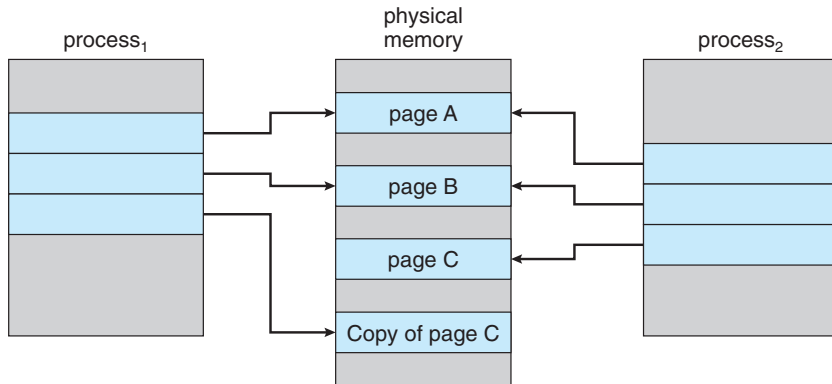 process₁
physical
memory
process₂
page A
page B
page C
Copy of page C